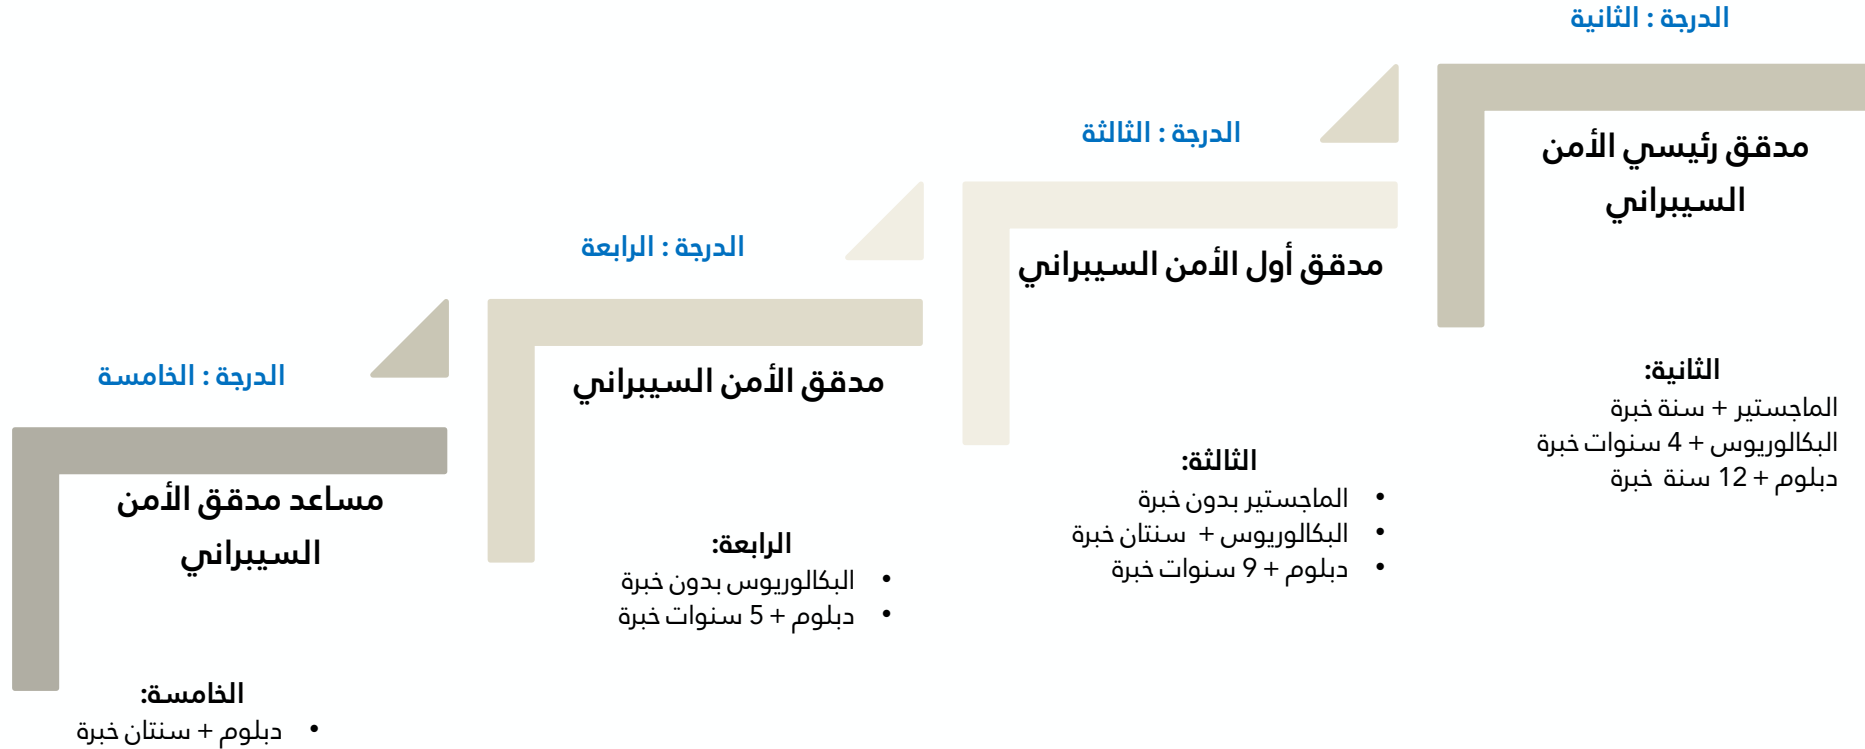 الدرجة : الثانية
مدقق رئيسي الأمن
السيبراني
الثانية:
الماجستير + سنة خبرة
البكالوريوس + 4 سنوات خبرة
دبلوم + 12 سنة خبرة
الدرجة : الثالثة
مدقق أول الأمن السيبراني
الثالثة:
• الماجستير بدون خبرة
• البكالوريوس + سنتان خبرة
• دبلوم + 9 سنوات خبرة
الدرجة : الرابعة
مدقق الأمن السيبراني
الرابعة:
• البكالوريوس بدون خبرة
• دبلوم + 5 سنوات خبرة
الدرجة : الخامسة
مساعد مدقق الأمن
السيبراني
الخامسة:
• دبلوم + سنتان خبرة